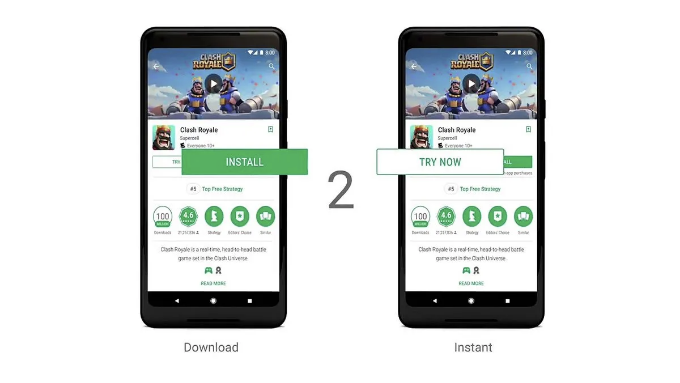 8:00
CLASH
ROYALE
Clash Royale
Supercell
Everyone 10+
INSTALL
#5 Top Free Strategy
100
MILLION
4.6
Downloads
Strategy
Editors' Choice
Similar
Clash Royale is a real-time, head-to-head battle
game set in the Clash Universe.
READ MORE
Download
2
8:00
CLASH
ROYALE
Clash Royale
Supercell
Everyone 10+
TRY NOW
#5 Top Free Strategy
100
MILLION
4.6
Downloads
Strategy
Editors' Choice
Similar
Clash Royale is a real-time, head-to-head battle
game set in the Clash Universe.
READ MORE
Instant